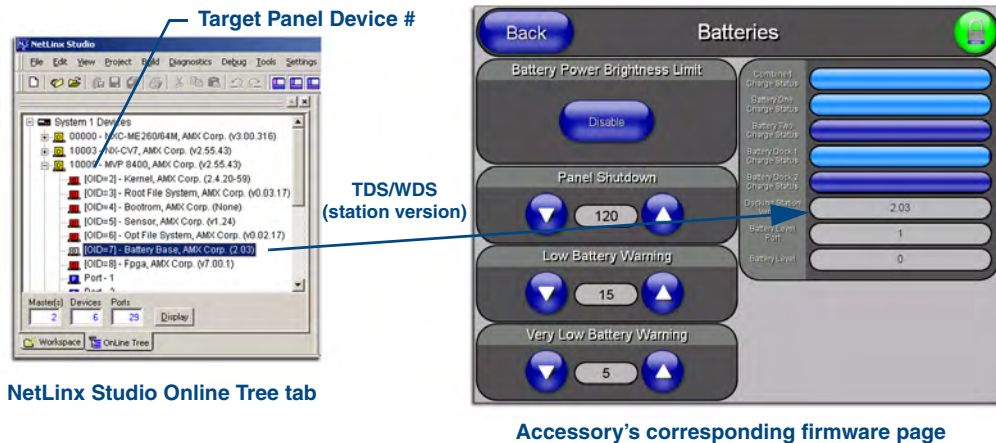 Target Panel Device #
NetLinx Studio
File Edit View Project Build Diagnostics Debug Tools Settings
System 1 Devices
00000 - NXC-ME260/64M, AMX Corp. (v3.00.316)
10003 - NX-CV7, AMX Corp. (v2.55.43)
10009 - MVP 8400, AMX Corp. (v2.55.43)
[OID=2] - Kernel, AMX Corp. (2.4.20-59)
[OID=3] - Root File System, AMX Corp. (v0.03.17)
[OID=4] - Bootrom, AMX Corp. (None)
[OID=5] - Sensor, AMX Corp. (v1.24)
[OID=6] - Opt File System, AMX Corp. (v0.02.17)
[OID=7] - Battery Base, AMX Corp. (2.03)
[OID=8] - Fpga, AMX Corp. (v7.00.1)
Port - 1
Master(s) Devices Ports
2 6 29 Display
Workspace OnLine Tree
NetLinx Studio Online Tree tab
TDS/WDS
(station version)
Back Batteries
Battery Power Brightness Limit
Disable
Panel Shutdown
120
Low Battery Warning
15
Very Low Battery Warning
5
Combined
Charge Status
Battery One
Charge Status
Battery Two
Charge Status
Battery Dock 1
Charge Status
Battery Dock 2
Charge Status
Docking Station
2.03
Battery Level
Port
1
Battery Level
0
Accessory's corresponding firmware page